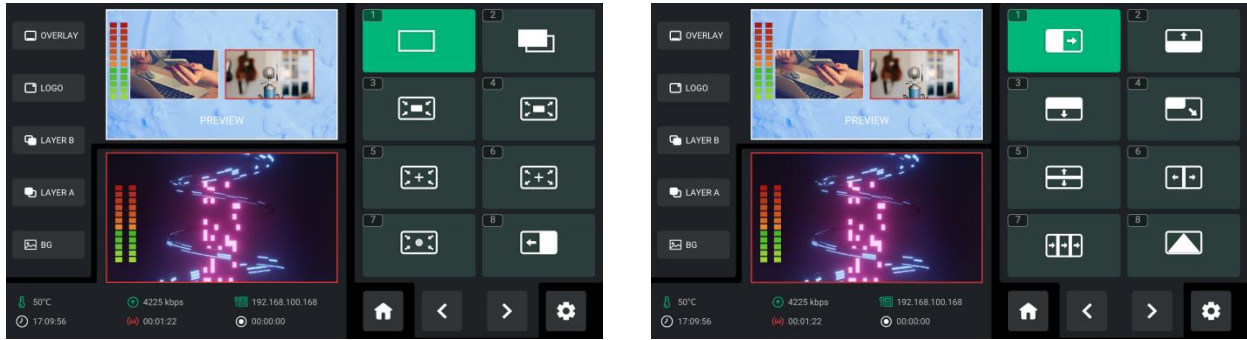 OVERLAY
LOGO
LAYER B
LAYER A
BG
PREVIEW
1
2
3
4
5
6
7
8
50°C
4225 kbps
192.168.100.168
17:09:56
00:01:22
00:00:00
OVERLAY
LOGO
LAYER B
LAYER A
BG
PREVIEW
1
2
3
4
5
6
7
8
50°C
4225 kbps
192.168.100.168
17:09:56
00:01:22
00:00:00